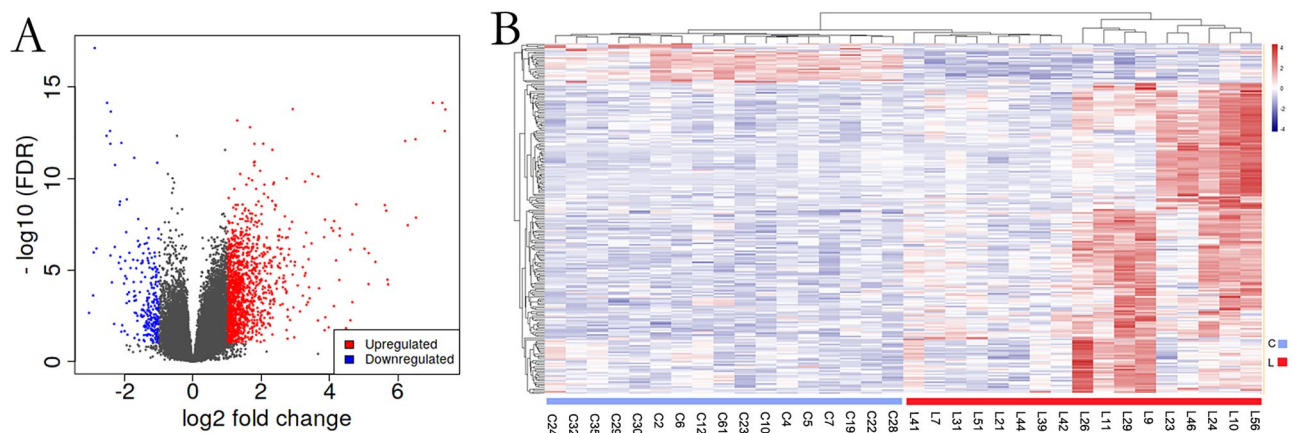 A
- log10 (FDR)
15
10
5
0
-2
0
2
4
6
log2 fold change
Upregulated
Downregulated
B
4
2
0
-2
-4
C
L
C24
C32
C35
C29
C30
C2
C6
C12
C61
C23
C10
C4
C5
C7
C19
C22
C28
L41
L7
L31
L51
L21
L44
L39
L42
L26
L11
L29
L9
L23
L46
L24
L10
L56